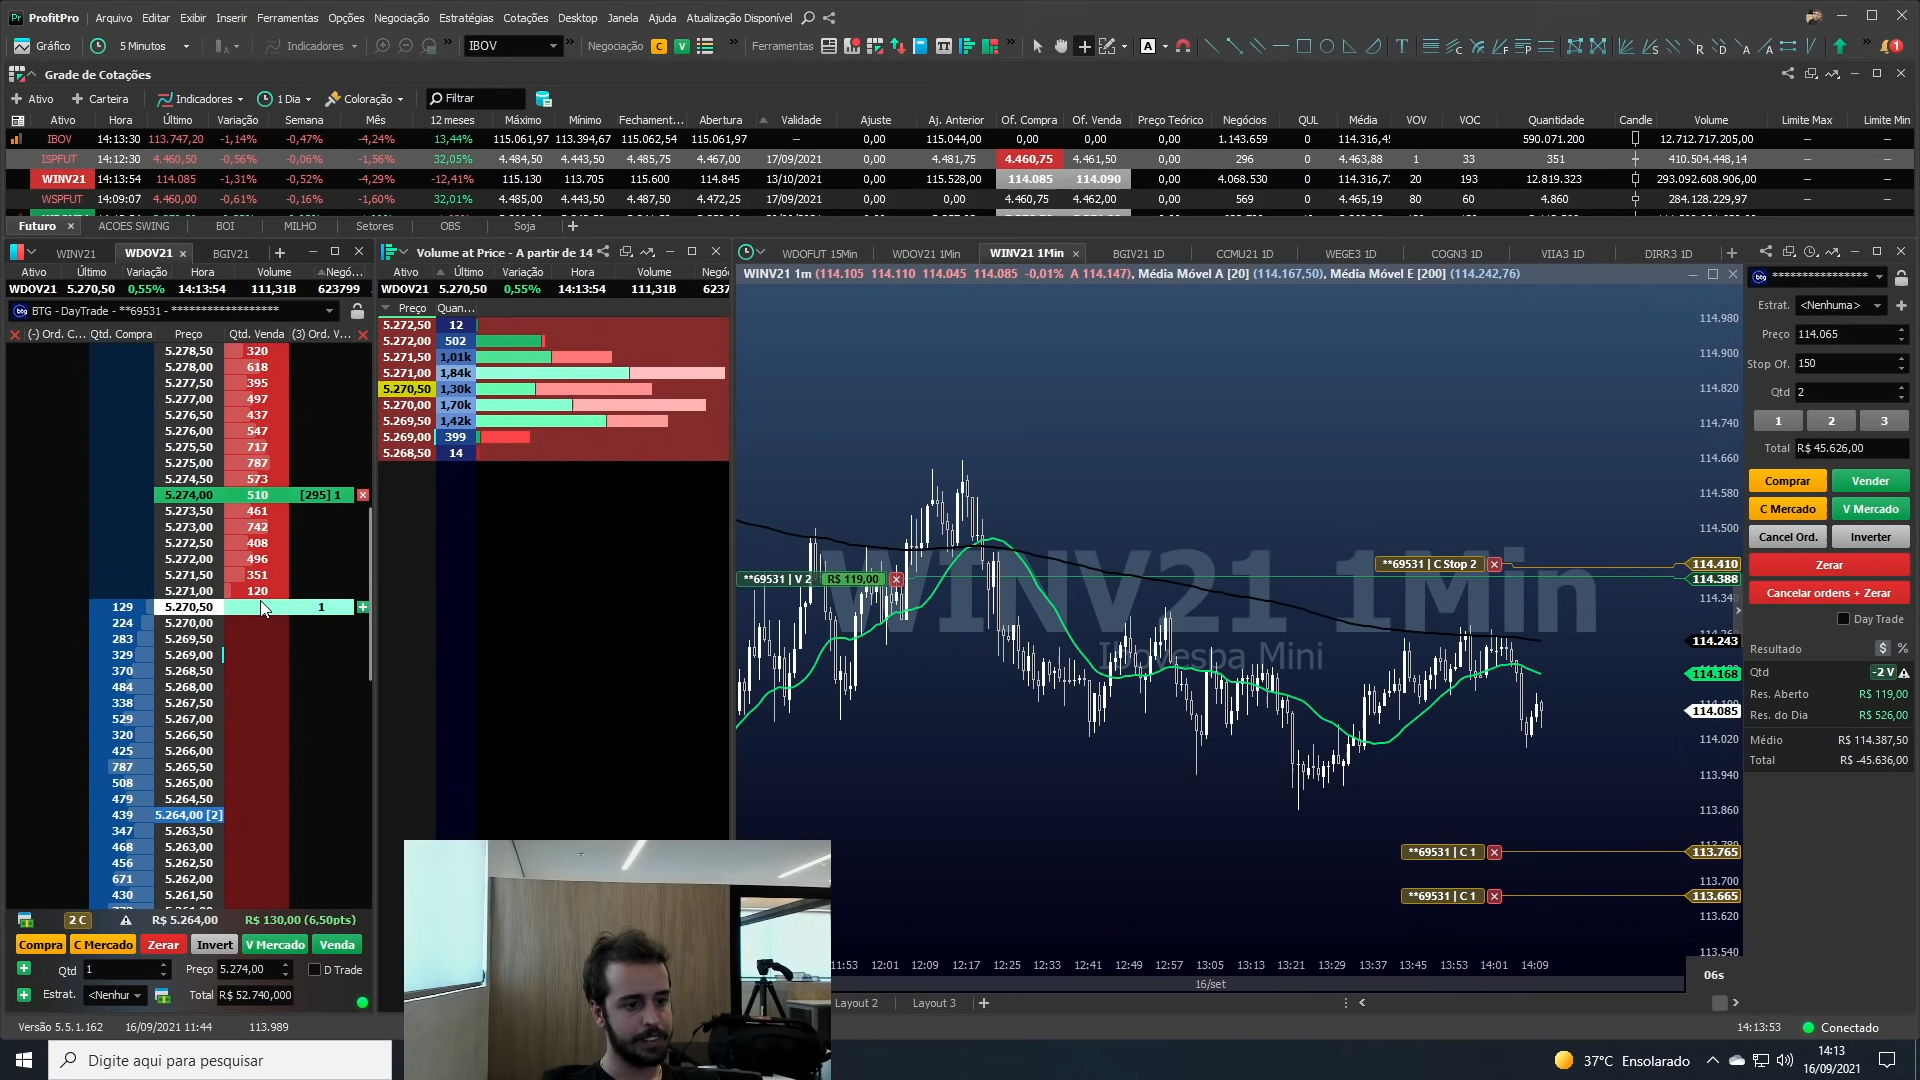 ProfitPro Arquivo Editar Exibir Inserir Ferramentas Opções Negociação Estratégias Cotações Desktop Janela Ajuda Atualização Disponível
Gráfico 5 Minutos Indicadores IBOV Negociação C V Ferramentas
Grade de Cotações
+ Ativo + Carteira Indicadores 1 Dia Coloração Filtrar
Ativo Hora Último Variação Semana Mês 12 meses Máximo Mínimo Fechament... Abertura Validade Ajuste Aj. Anterior Of. Compra Of. Venda Preço Teórico Negócios QUL Média VOV VOC Quantidade Candle Volume Limite Max Limite Min
IBOV 14:13:30 113.747,20 -1,14% -0,47% -4,24% 13,44% 115.061,97 113.394,67 115.062,54 115.061,97 – 0,00 115.044,00 0,00 0,00 0,00 1.143.659 0 114.316,4 590.071.200 12.712.717.205,00 – –
ISPFUT 14:12:30 4.460,50 -0,56% -0,06% -1,56% 32,05% 4.484,50 4.443,50 4.485,75 4.467,00 17/09/2021 0,00 4.481,75 4.460,75 4.461,50 0,00 296 0 4.463,88 1 33 351 410.504.448,14 – –
WINV21 14:13:54 114.085 -1,31% -0,52% -4,29% -12,41% 115.130 113.705 115.600 114.845 13/10/2021 0,00 115.528,00 114.085 114.090 0,00 4.068.530 0 114.316,7 20 193 12.819.323 293.092.608.906,00 – –
WSPFUT 14:09:07 4.460,00 -0,61% -0,16% -1,60% 32,01% 4.485,00 4.443,50 4.487,50 4.472,25 17/09/2021 0,00 0,00 4.460,75 4.462,00 0,00 569 0 4.465,19 80 60 4.860 284.128.229,97 – –
Futuro ACOES SWING BOI MILHO Setores OBS Soja +
WINV21 WDOV21 BGIV21 +
Ativo Último Variação Hora Volume Negó...
WDOV21 5.270,50 0,55% 14:13:54 111,31B 623799
BTG - DayTrade - **69531 - ******************
(-) Ord. C... Qtd. Compra Preço Qtd. Venda (3) Ord. V...
5.278,50 320
5.278,00 618
5.277,50 395
5.277,00 497
5.276,50 437
5.276,00 547
5.275,50 717
5.275,00 787
5.274,50 573
5.274,00 510 [295] 1
5.273,50 461
5.273,00 742
5.272,50 408
5.272,00 496
5.271,50 351
5.271,00 120
129 5.270,50 1
224 5.270,00
283 5.269,50
329 5.269,00
370 5.268,50
484 5.268,00
338 5.267,50
529 5.267,00
320 5.266,50
425 5.266,00
787 5.265,50
508 5.265,00
479 5.264,50
439 5.264,00 [2]
347 5.263,50
468 5.263,00
456 5.262,50
671 5.262,00
430 5.261,50
2 C R$ 5.264,00 R$ 130,00 (6,50pts)
Compra C Mercado Zerar Invert V Mercado Venda
Qtd 1 Preço 5.274,00 D Trade
Estrat. <Nenhur Total R$ 52.740,000
Versão 5.5.1.162 16/09/2021 11:44 113.989
Volume at Price - A partir de 14
Ativo Último Variação Hora Volume Negó
WDOV21 5.270,50 0,55% 14:13:54 111,31B 6237
Preço Quan...
5.272,50 12
5.272,00 502
5.271,50 1,01k
5.271,00 1,84k
5.270,50 1,30k
5.270,00 1,70k
5.269,50 1,42k
5.269,00 399
5.268,50 14
WDOFUT 15Min WDOV21 1Min WINV21 1Min BGIV21 1D CCMU21 1D WEGE3 1D COGN3 1D VIIA3 1D DIRR3 1D +
WINV21 1m (114.105 114.110 114.045 114.085 -0,01% A 114.147), Média Móvel A [20] (114.167,50), Média Móvel E [200] (114.242,76)
WINV21 1Min
Ibovespa Mini
**69531 | V 2 R$ 119,00
**69531 | C Stop 2
**69531 | C 1
**69531 | C 1
114.980
114.900
114.820
114.740
114.660
114.580
114.500
114.410
114.388
114.340
114.243
114.168
114.085
114.020
113.940
113.860
113.765
113.700
113.665
113.620
113.540
11:53 12:01 12:09 12:17 12:25 12:33 12:41 12:49 12:57 13:05 13:13 13:21 13:29 13:37 13:45 13:53 14:01 14:09
16/set
06s
Layout 2 Layout 3 +
****************
Estrat. <Nenhuma>
Preço 114.065
Stop Of. 150
Qtd 2
1 2 3
Total R$ 45.626,00
Comprar Vender
C Mercado V Mercado
Cancel Ord. Inverter
Zerar
Cancelar ordens + Zerar
Day Trade
Resultado $ %
Qtd -2 V
Res. Aberto R$ 119,00
Res. do Dia R$ 526,00
Médio R$ 114.387,50
Total R$ -45.636,00
14:13:53 Conectado
Digite aqui para pesquisar
37°C Ensolarado
14:13
16/09/2021